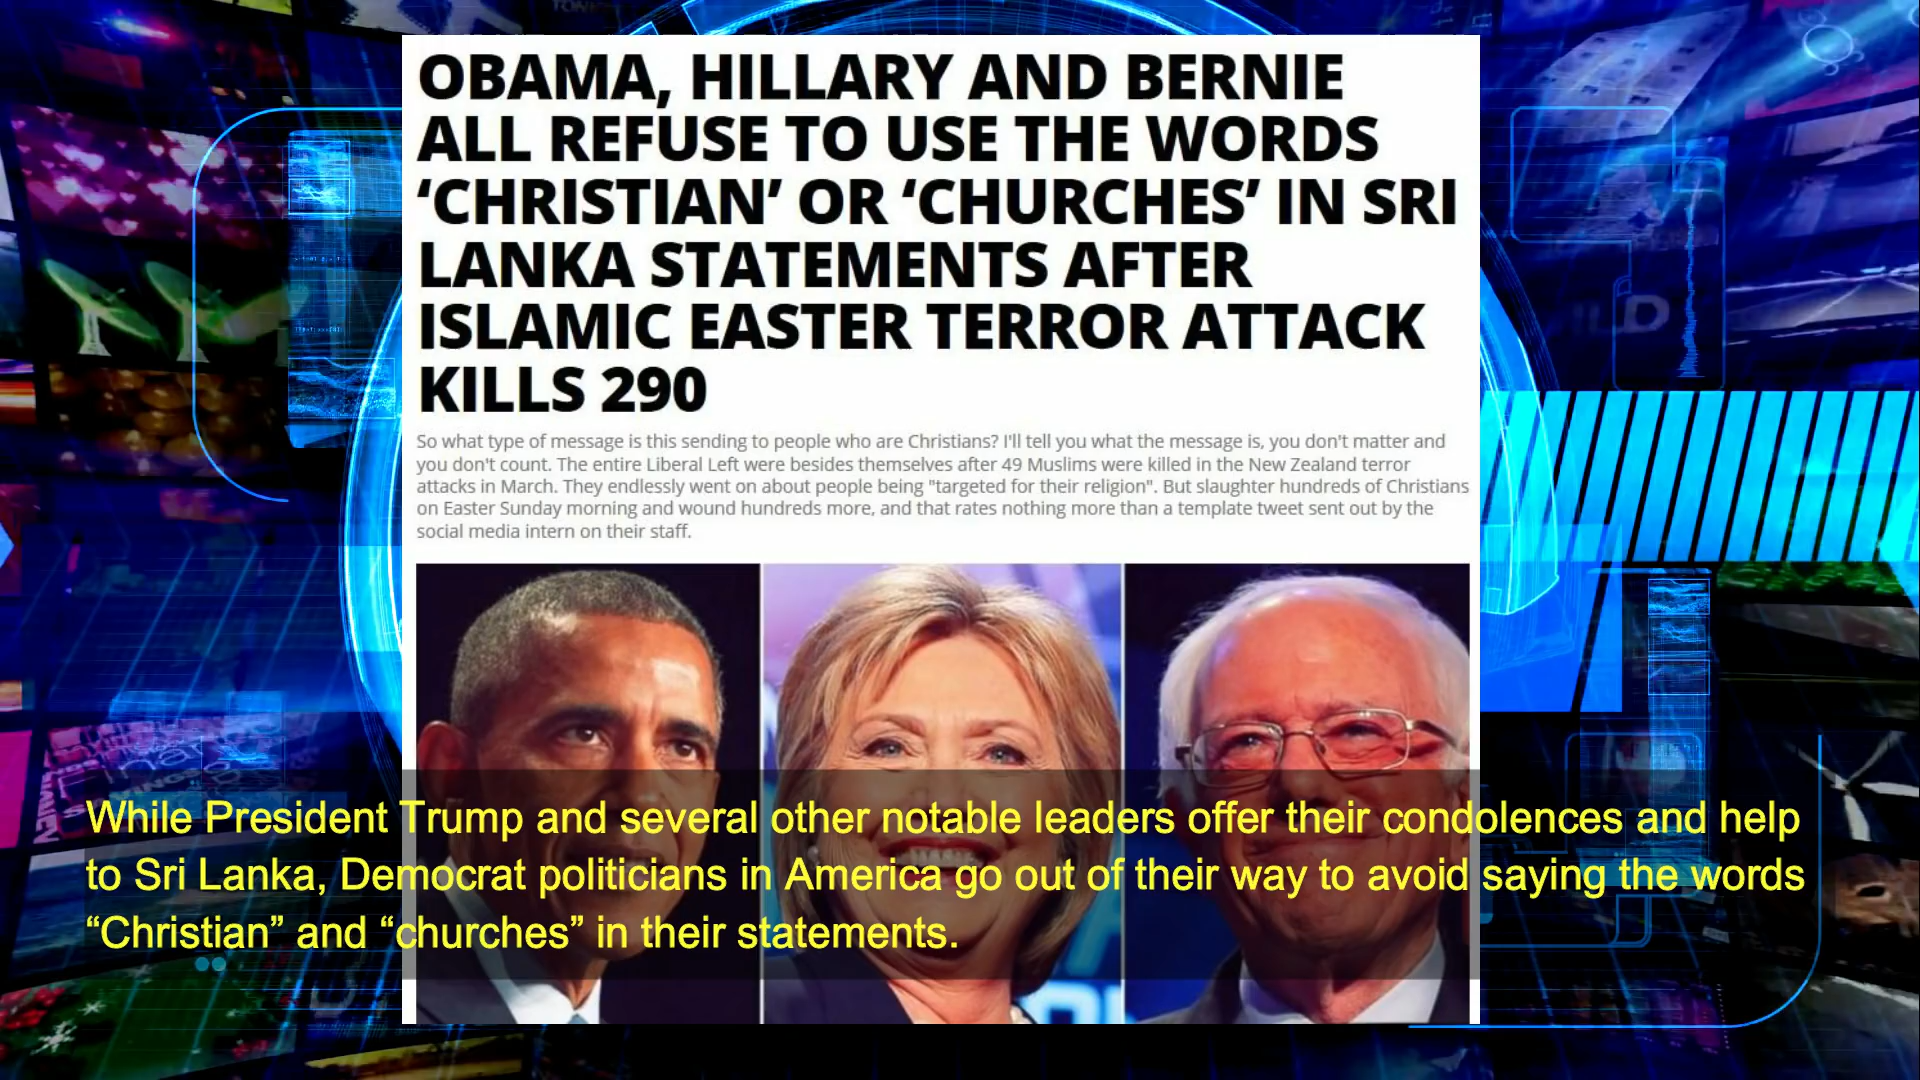 OBAMA, HILLARY AND BERNIE
ALL REFUSE TO USE THE WORDS
‘CHRISTIAN’ OR ‘CHURCHES’ IN SRI
LANKA STATEMENTS AFTER
ISLAMIC EASTER TERROR ATTACK
KILLS 290
So what type of message is this sending to people who are Christians? I'll tell you what the message is, you don't matter and
you don't count. The entire Liberal Left were besides themselves after 49 Muslims were killed in the New Zealand terror
attacks in March. They endlessly went on about people being "targeted for their religion". But slaughter hundreds of Christians
on Easter Sunday morning and wound hundreds more, and that rates nothing more than a template tweet sent out by the
social media intern on their staff.
While President Trump and several other notable leaders offer their condolences and help
to Sri Lanka, Democrat politicians in America go out of their way to avoid saying the words
“Christian” and “churches” in their statements.